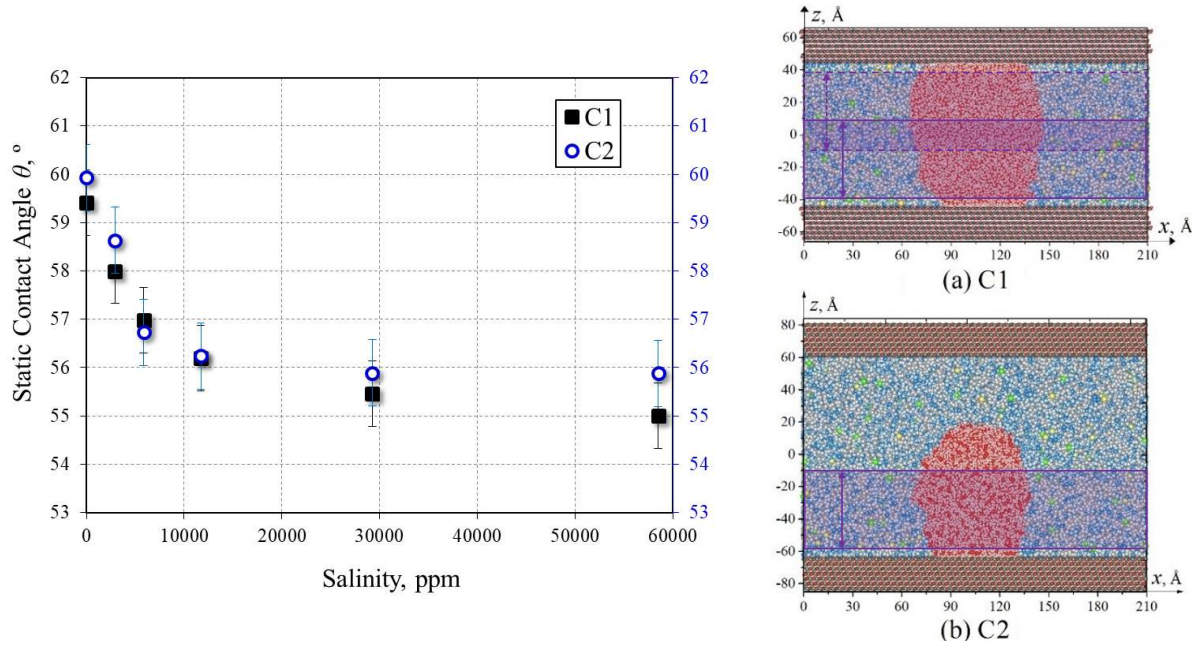 Static Contact Angle θ, º
62
61
60
59
58
57
56
55
54
53
C1
C2
62
61
60
59
58
57
56
55
54
53
0 10000 20000 30000 40000 50000 60000
Salinity, ppm
z, Å
60
40
20
0
-20
-40
-60
x, Å
0 30 60 90 120 150 180 210
(a) C1
z, Å
80
60
40
20
0
-20
-40
-60
-80
x, Å
0 30 60 90 120 150 180 210
(b) C2